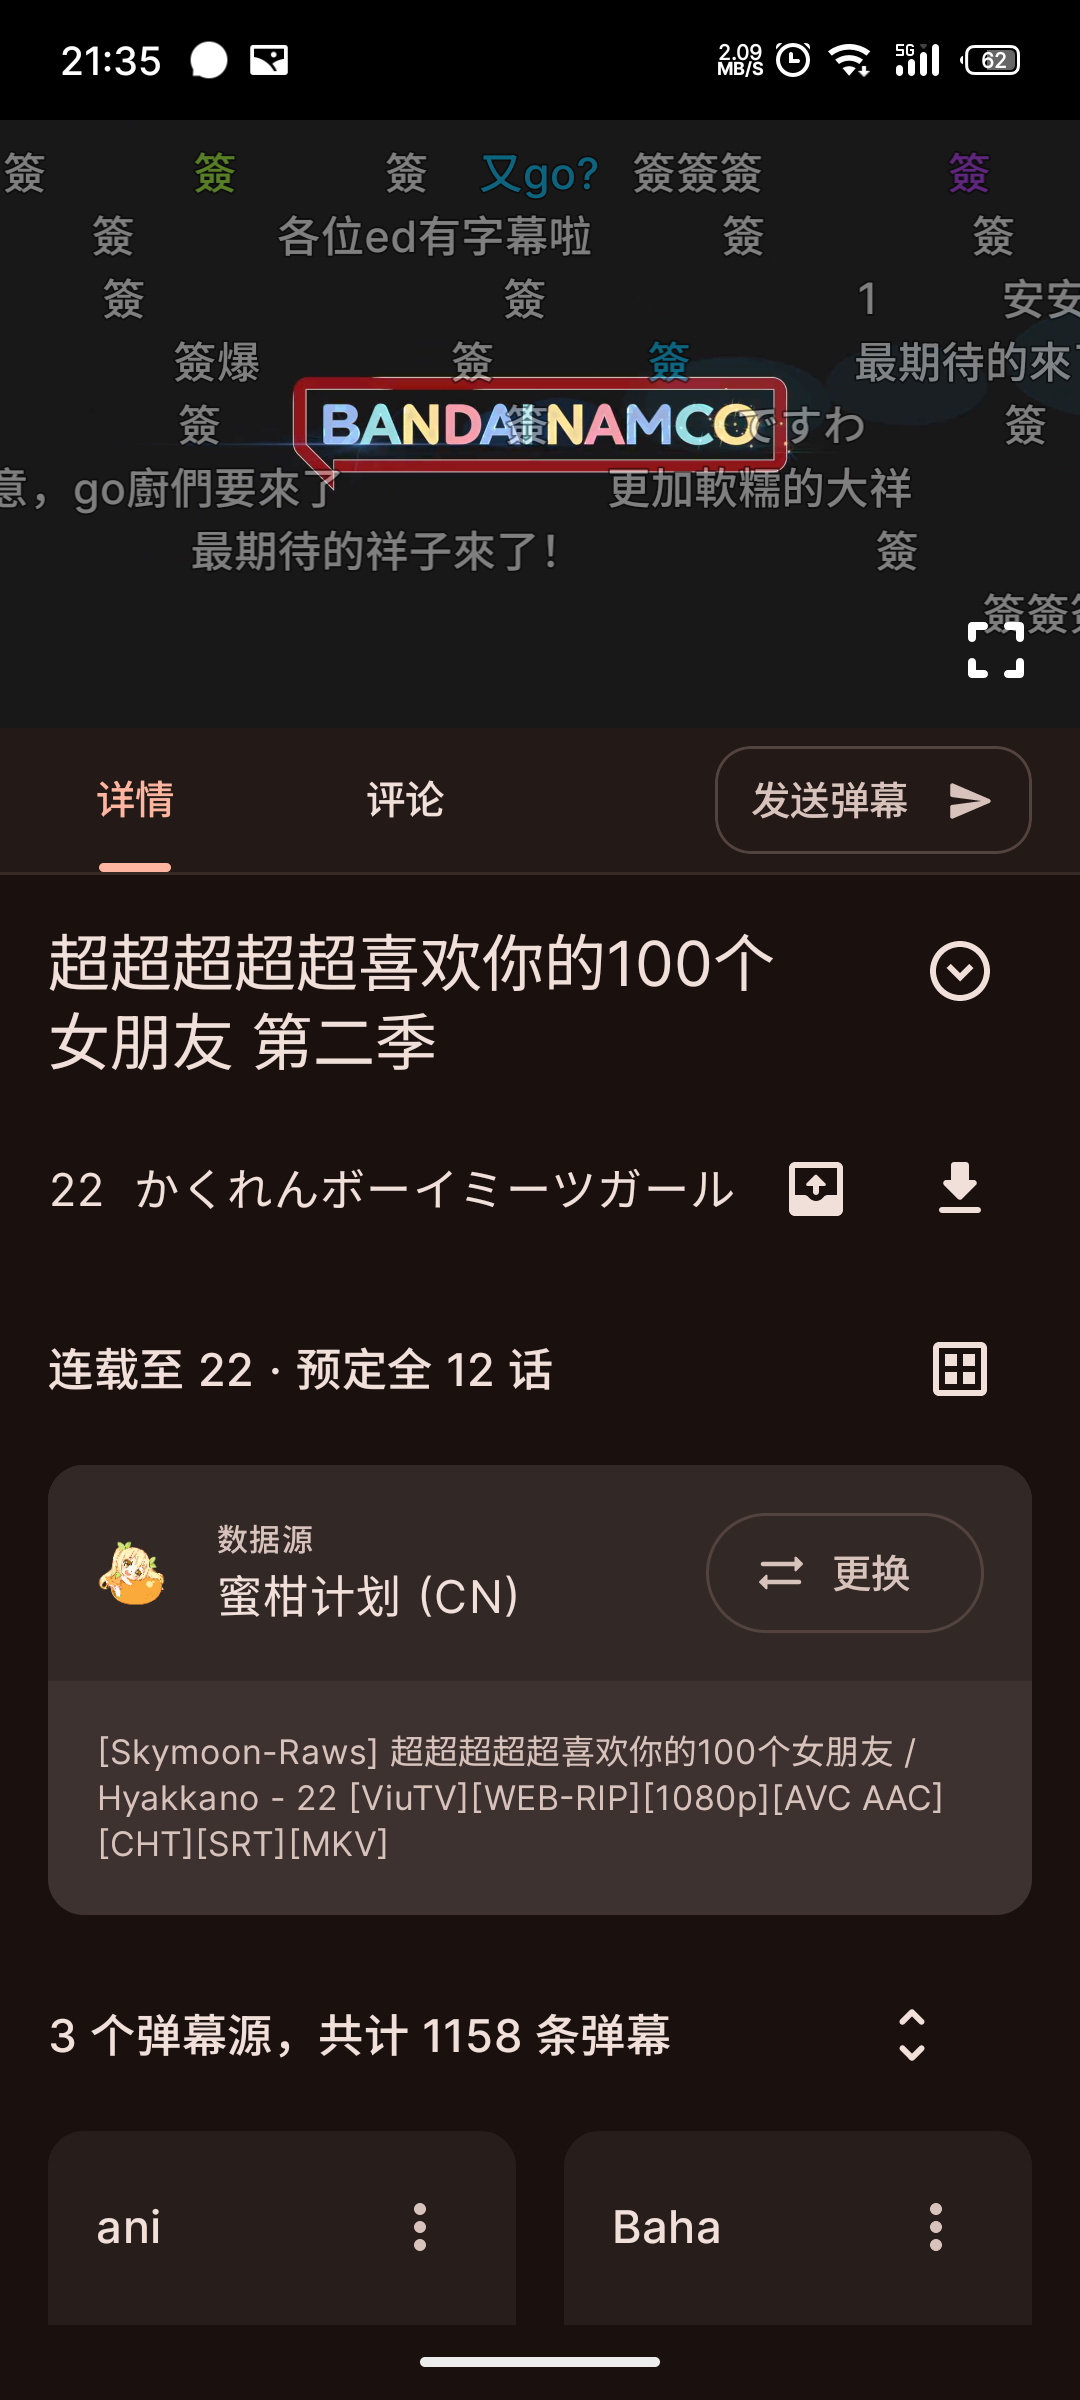 21:35
2.09
MB/S
5G
62
簽 簽 簽 又go? 簽簽簽 簽
簽 各位ed有字幕啦 簽 簽
簽 簽 1 安安
簽爆 簽 簽 最期待的來
簽 簽 ですわ 簽
BANDAI NAMCO
意，go廚們要來了 更加軟糯的大祥
最期待的祥子來了！ 簽
簽簽
详情
评论
发送弹幕
超超超超超喜欢你的100个
女朋友 第二季
22 かくれんボーイミーツガール
连载至 22 · 预定全 12 话
数据源
蜜柑计划 (CN)
更换
[Skymoon-Raws] 超超超超超喜欢你的100个女朋友 /
Hyakkano - 22 [ViuTV][WEB-RIP][1080p][AVC AAC]
[CHT][SRT][MKV]
3 个弹幕源，共计 1158 条弹幕
ani
Baha